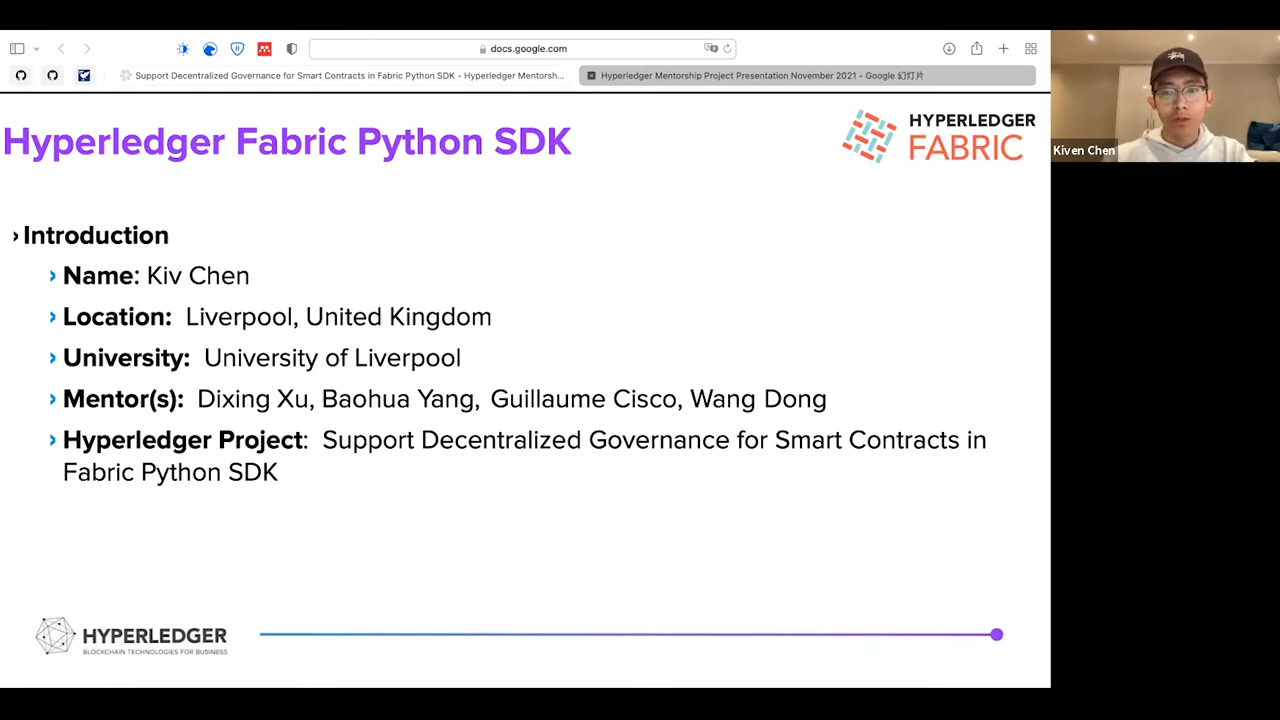 docs.google.com
Support Decentralized Governance for Smart Contracts in Fabric Python SDK - Hyperledger Mentorsh...
Hyperledger Mentorship Project Presentation November 2021 - Google 幻灯片
Hyperledger Fabric Python SDK
HYPERLEDGER
FABRIC
Kiven Chen
› Introduction
› Name: Kiv Chen
› Location: Liverpool, United Kingdom
› University: University of Liverpool
› Mentor(s): Dixing Xu, Baohua Yang, Guillaume Cisco, Wang Dong
› Hyperledger Project: Support Decentralized Governance for Smart Contracts in
Fabric Python SDK
HYPERLEDGER
BLOCKCHAIN TECHNOLOGIES FOR BUSINESS